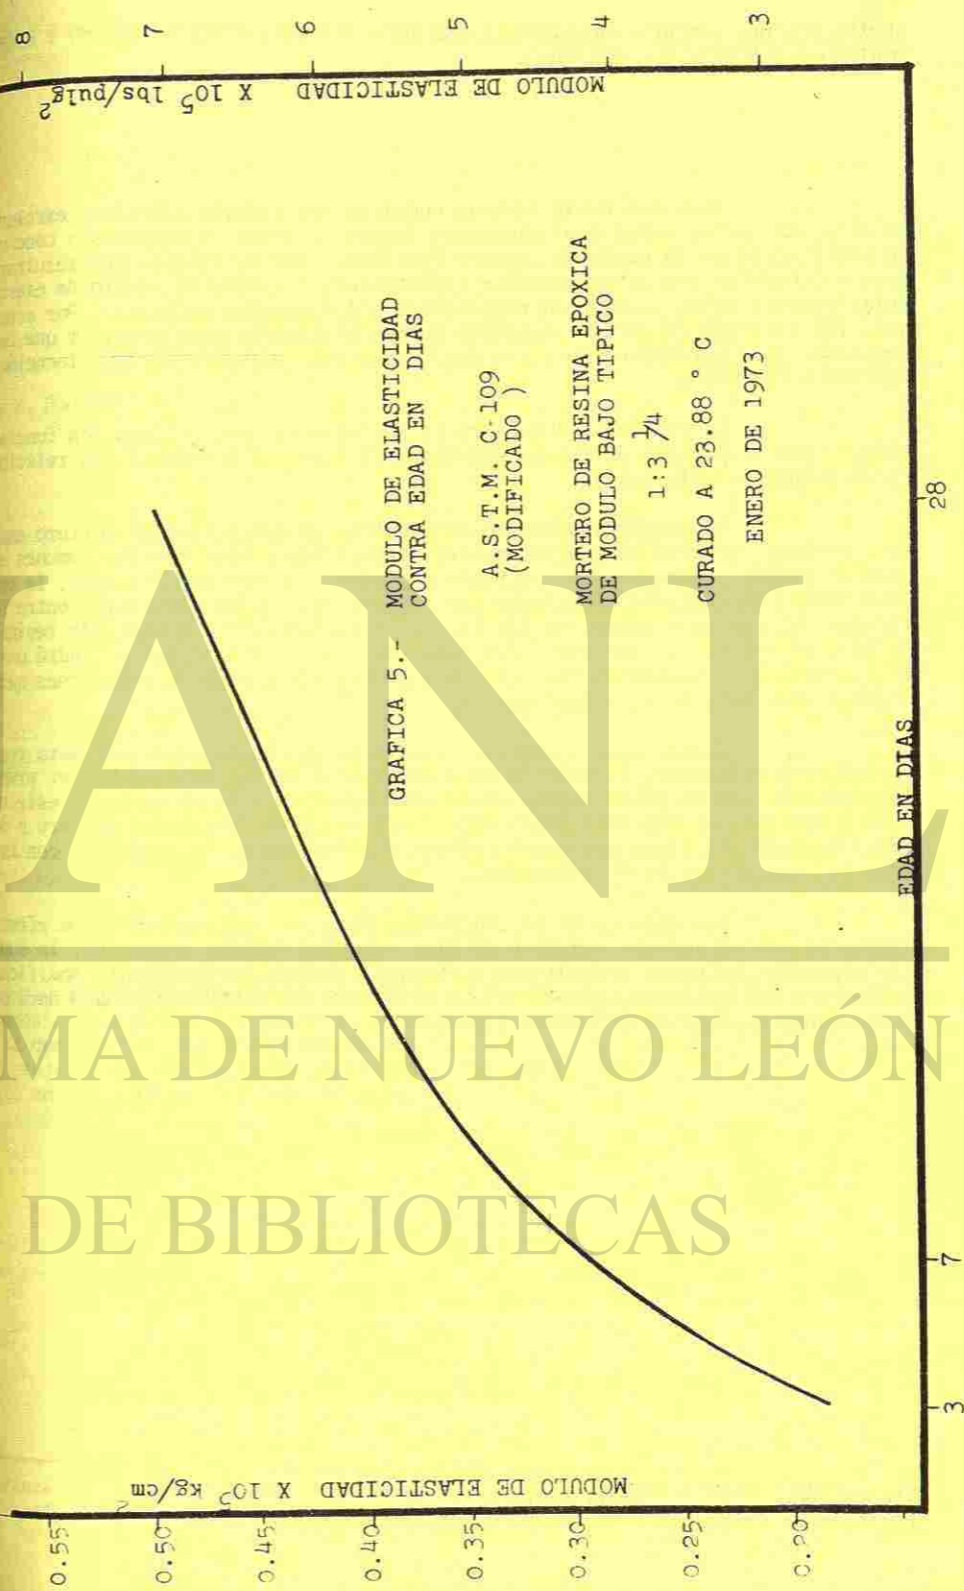 GRAFICA 5.- MODULO DE ELASTICIDAD
CONTRA EDAD EN DIAS
A.S.T.M. C-109
(MODIFICADO )
MORTERO DE RESINA EPOXICA
DE MODULO BAJO TIPICO
1:3 1/4
CURADO A 23.88 ° C
ENERO DE 1973
MODULO DE ELASTICIDAD X 10⁵ kg/cm²
0.55
0.50
0.45
0.40
0.35
0.30
0.25
0.20
MODULO DE ELASTICIDAD X 10⁵ lbs/pulg²
8
7
6
5
4
3
EDAD EN DIAS
3
7
28
ANL
MA DE NUEVO LEÓN
DE BIBLIOTECAS